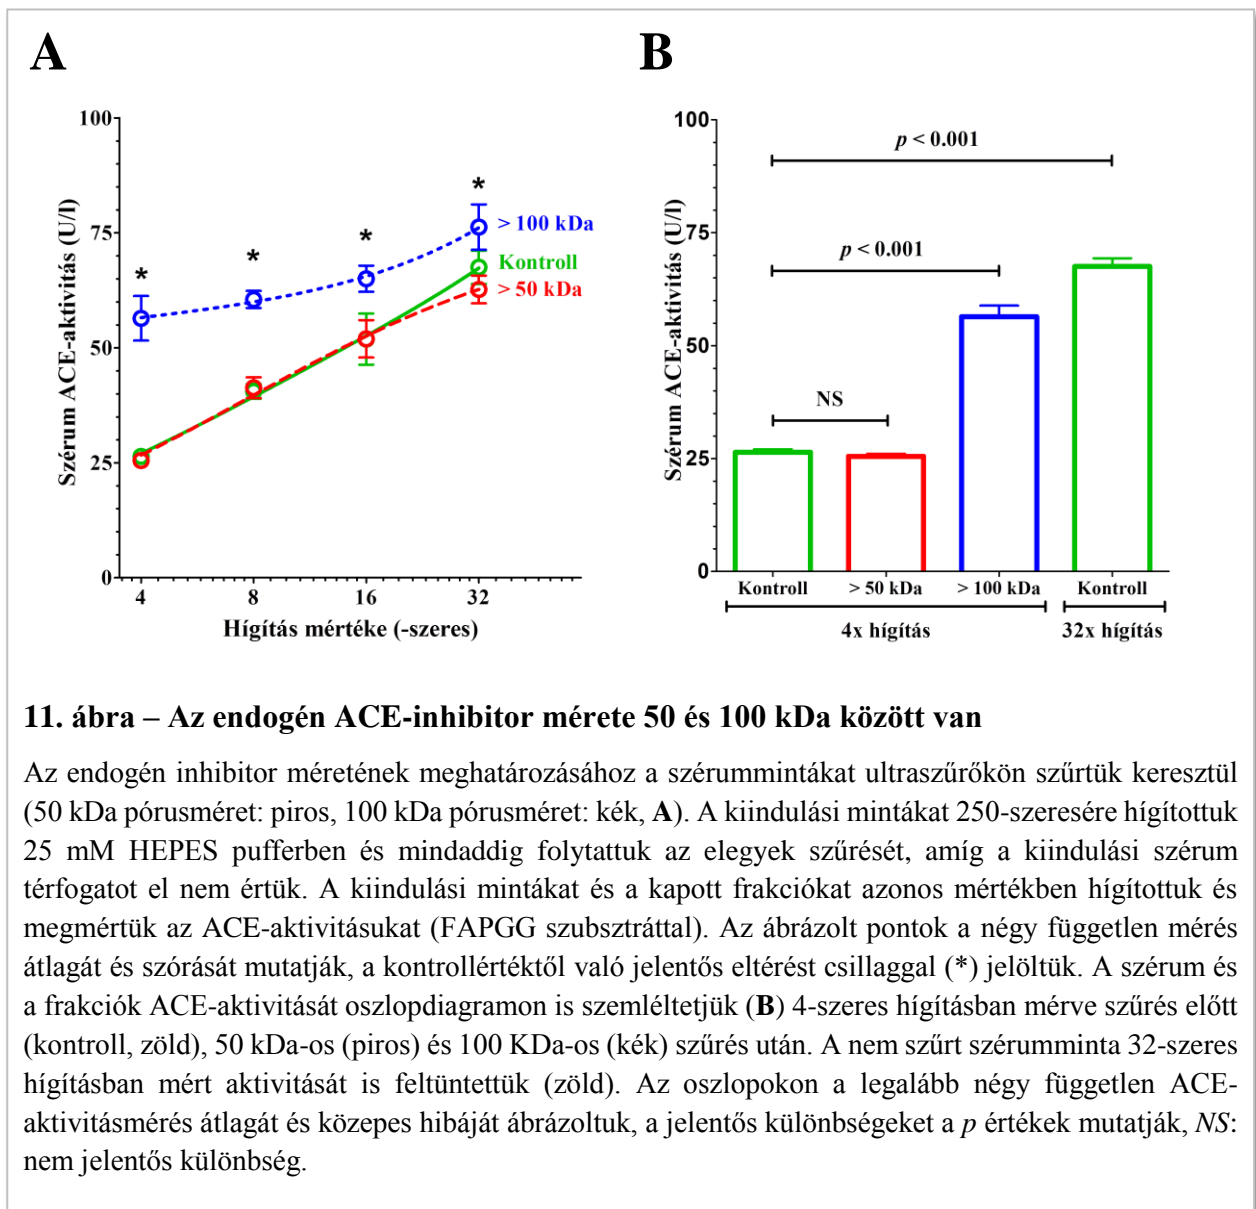 A
B
100
75
50
25
0
Szérum ACE-aktivitás (U/l)
*
*
*
*
> 100 kDa
Kontroll
> 50 kDa
4
8
16
32
Hígítás mértéke (-szeres)
100
75
50
25
0
Szérum ACE-aktivitás (U/l)
p < 0.001
p < 0.001
NS
Kontroll
> 50 kDa
> 100 kDa
Kontroll
4x hígítás
32x hígítás
11. ábra – Az endogén ACE-inhibitor mérete 50 és 100 kDa között van
Az endogén inhibitor méretének meghatározásához a szérummintákat ultraszűrőkön szűrtük keresztül
(50 kDa pórusméret: piros, 100 kDa pórusméret: kék, A). A kiindulási mintákat 250-szeresére hígítottuk
25 mM HEPES pufferben és mindaddig folytattuk az elegyek szűrését, amíg a kiindulási szérum
térfogatot el nem értük. A kiindulási mintákat és a kapott frakciókat azonos mértékben hígítottuk és
megmértük az ACE-aktivitásukat (FAPGG szubsztráttal). Az ábrázolt pontok a négy független mérés
átlagát és szórását mutatják, a kontrollértéktől való jelentős eltérést csillaggal (*) jelöltük. A szérum és
a frakciók ACE-aktivitását oszlopdiagramon is szemléltetjük (B) 4-szeres hígításban mérve szűrés előtt
(kontroll, zöld), 50 kDa-os (piros) és 100 KDa-os (kék) szűrés után. A nem szűrt szérumminta 32-szeres
hígításban mért aktivitását is feltüntettük (zöld). Az oszlopokon a legalább négy független ACE-
aktivitásmérés átlagát és közepes hibáját ábrázoltuk, a jelentős különbségeket a p értékek mutatják, NS:
nem jelentős különbség.